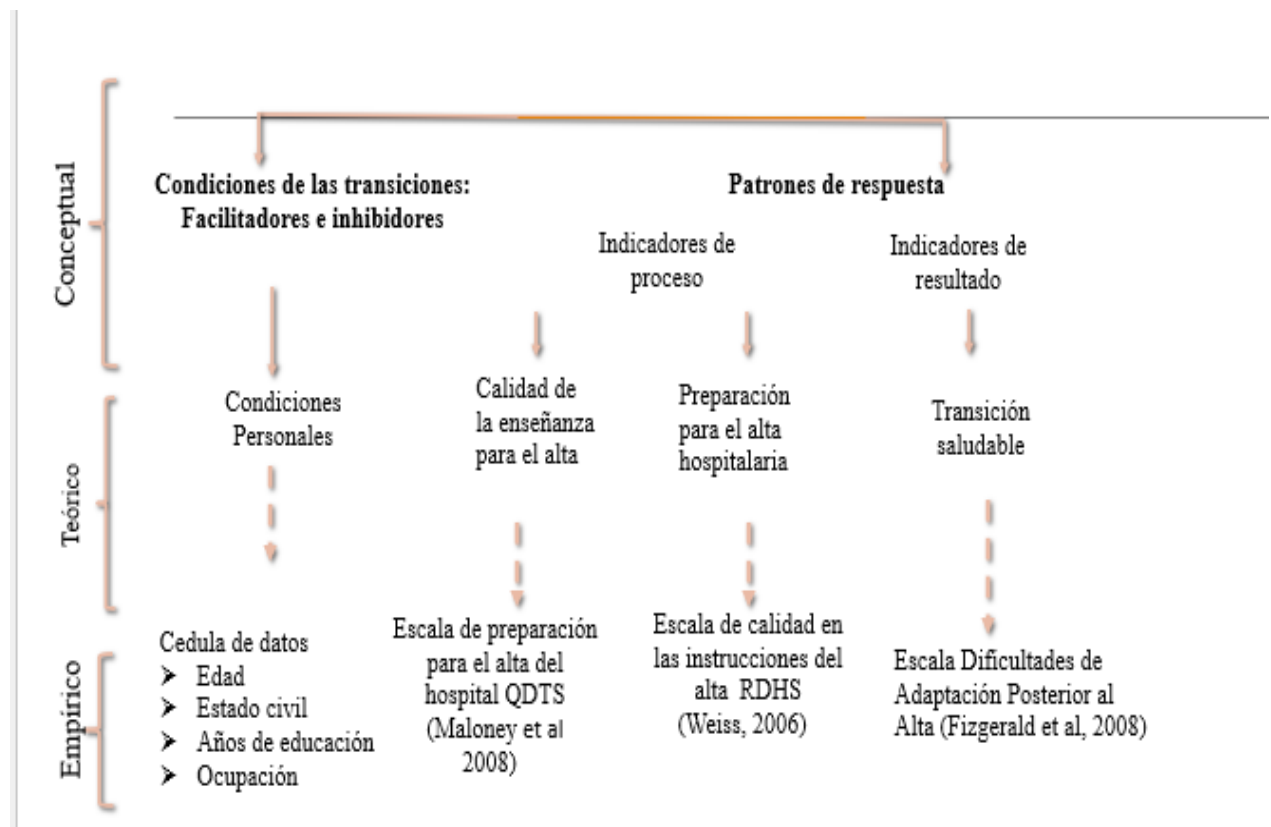 Conceptual
Condiciones de las transiciones:
Facilitadores e inhibidores
Patrones de respuesta
Indicadores de
proceso
Indicadores de
resultado
Teórico
Condiciones
Personales
Calidad de
la enseñanza
para el alta
Preparación
para el alta
hospitalaria
Transición
saludable
Empírico
Cedula de datos
➤ Edad
➤ Estado civil
➤ Años de educación
➤ Ocupación
Escala de preparación
para el alta del
hospital QDTS
(Maloney et al
2008)
Escala de calidad en
las instrucciones del
alta RDHS
(Weiss, 2006)
Escala Dificultades de
Adaptación Posterior al
Alta (Fizgerald et al, 2008)